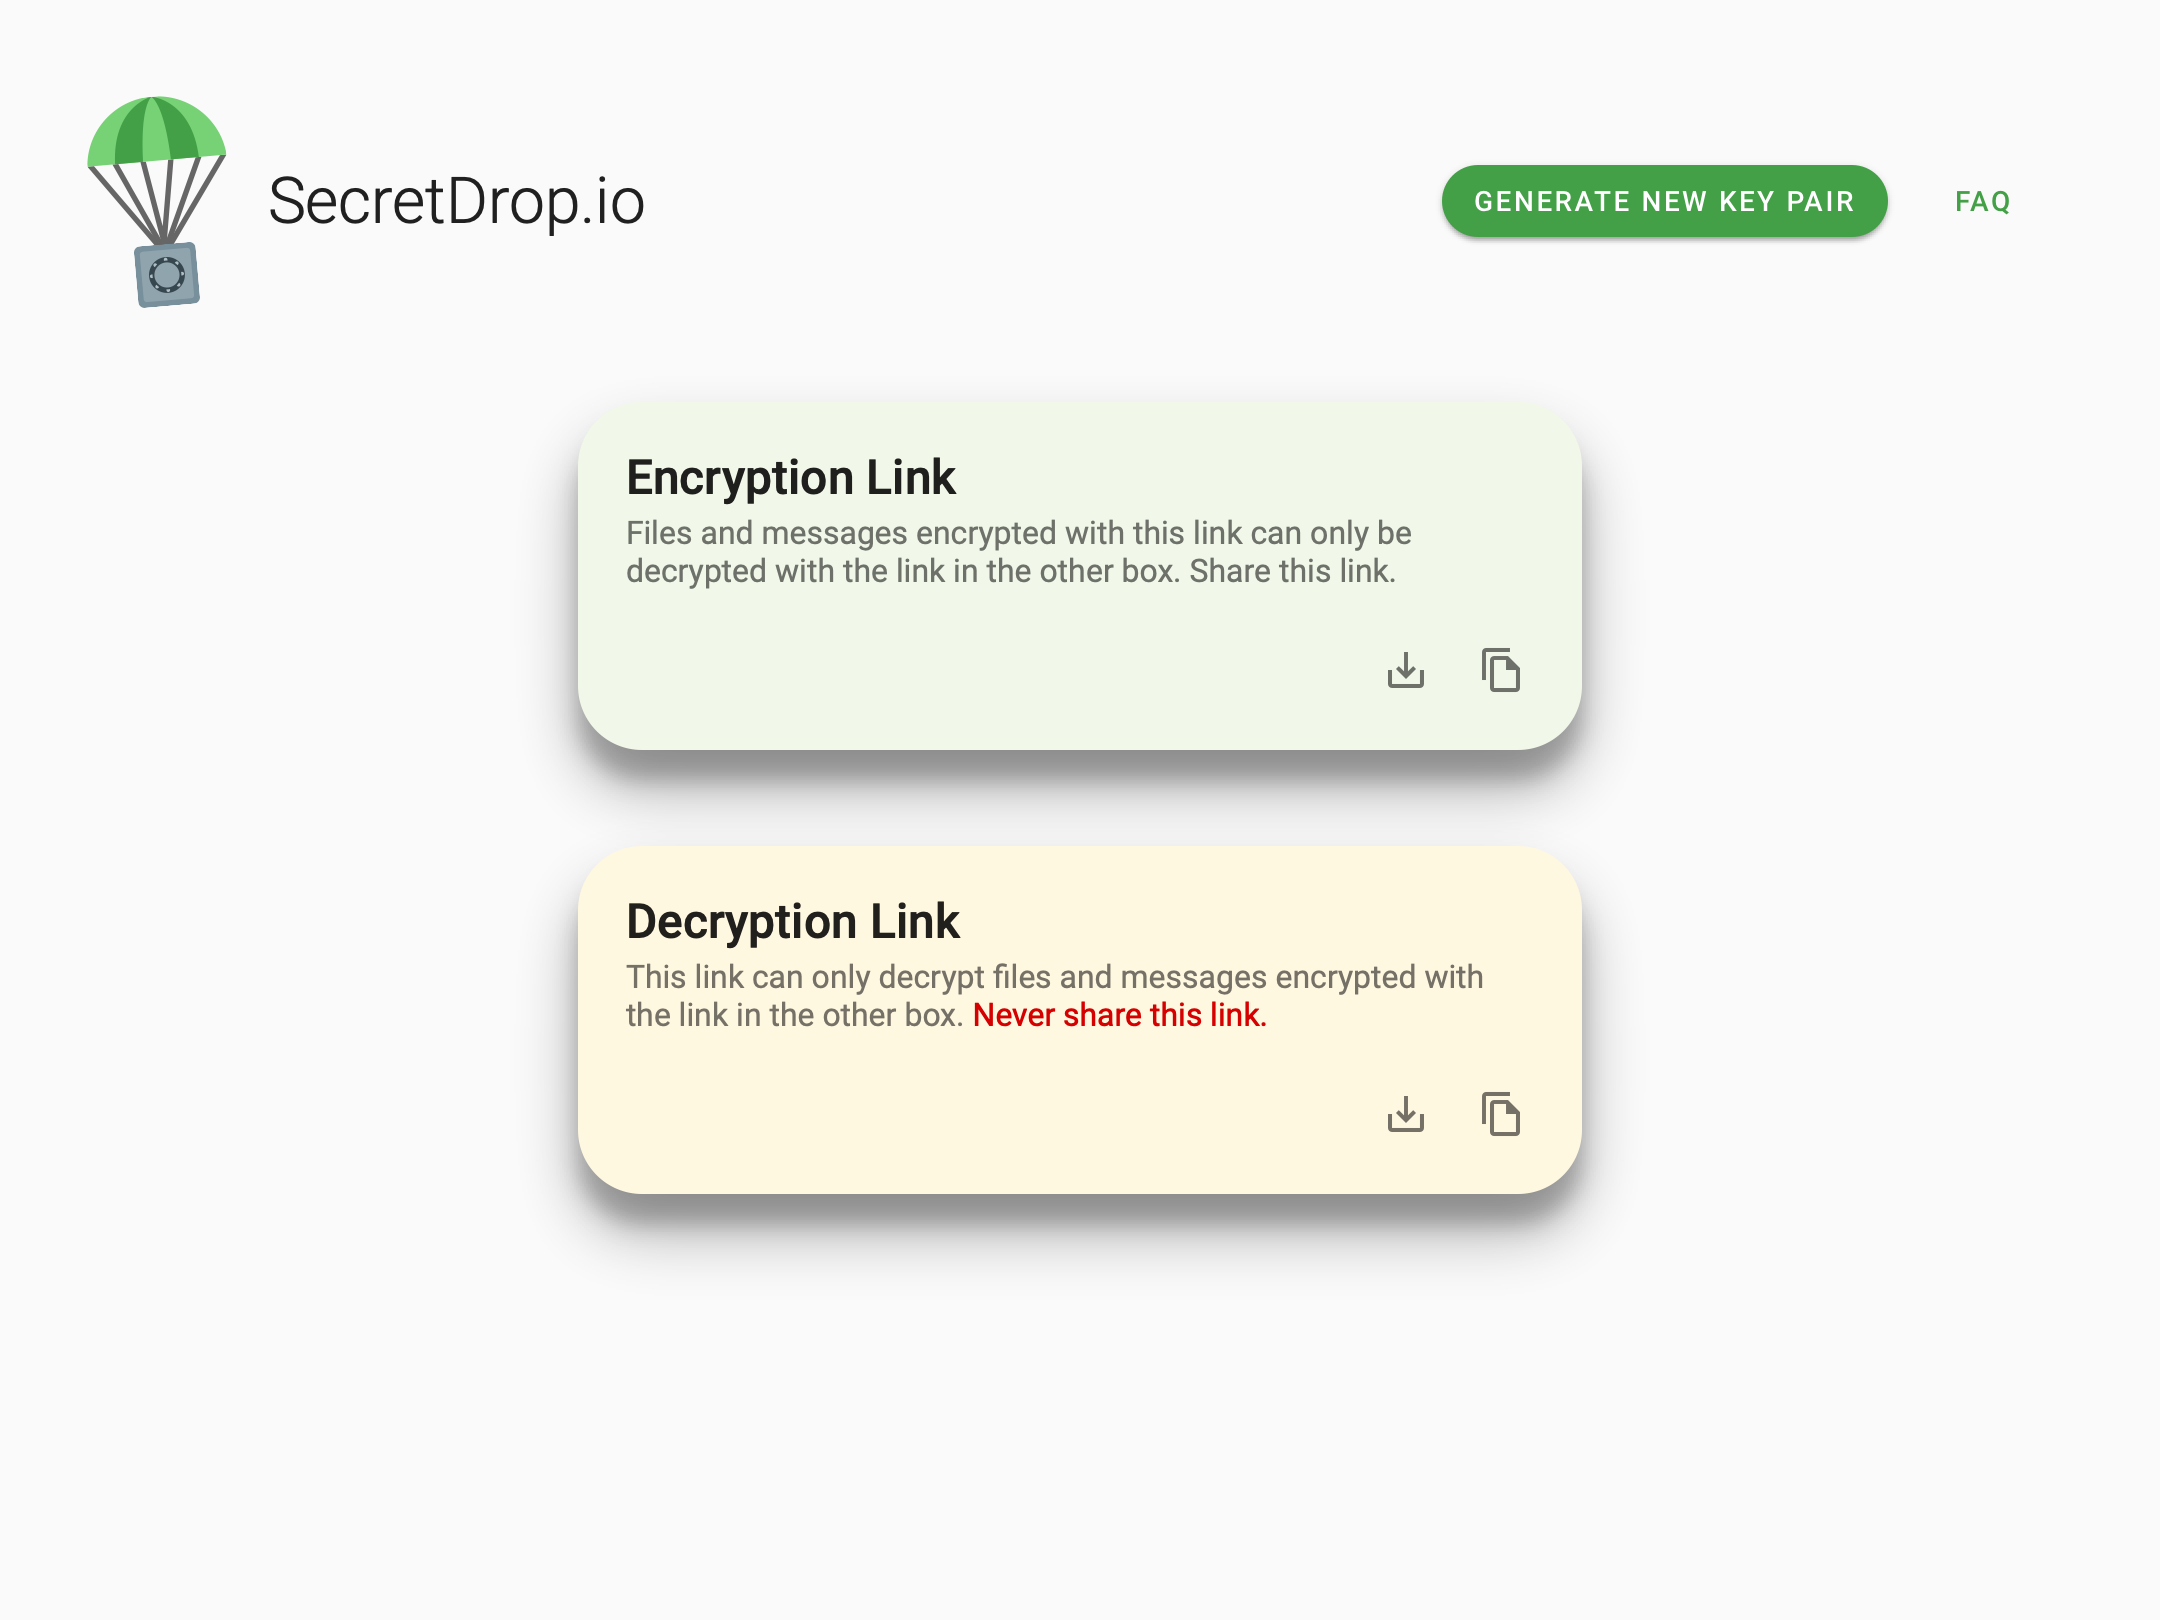 SecretDrop.io
GENERATE NEW KEY PAIR
FAQ
Encryption Link
Files and messages encrypted with this link can only be
decrypted with the link in the other box. Share this link.
Decryption Link
This link can only decrypt files and messages encrypted with
the link in the other box. Never share this link.